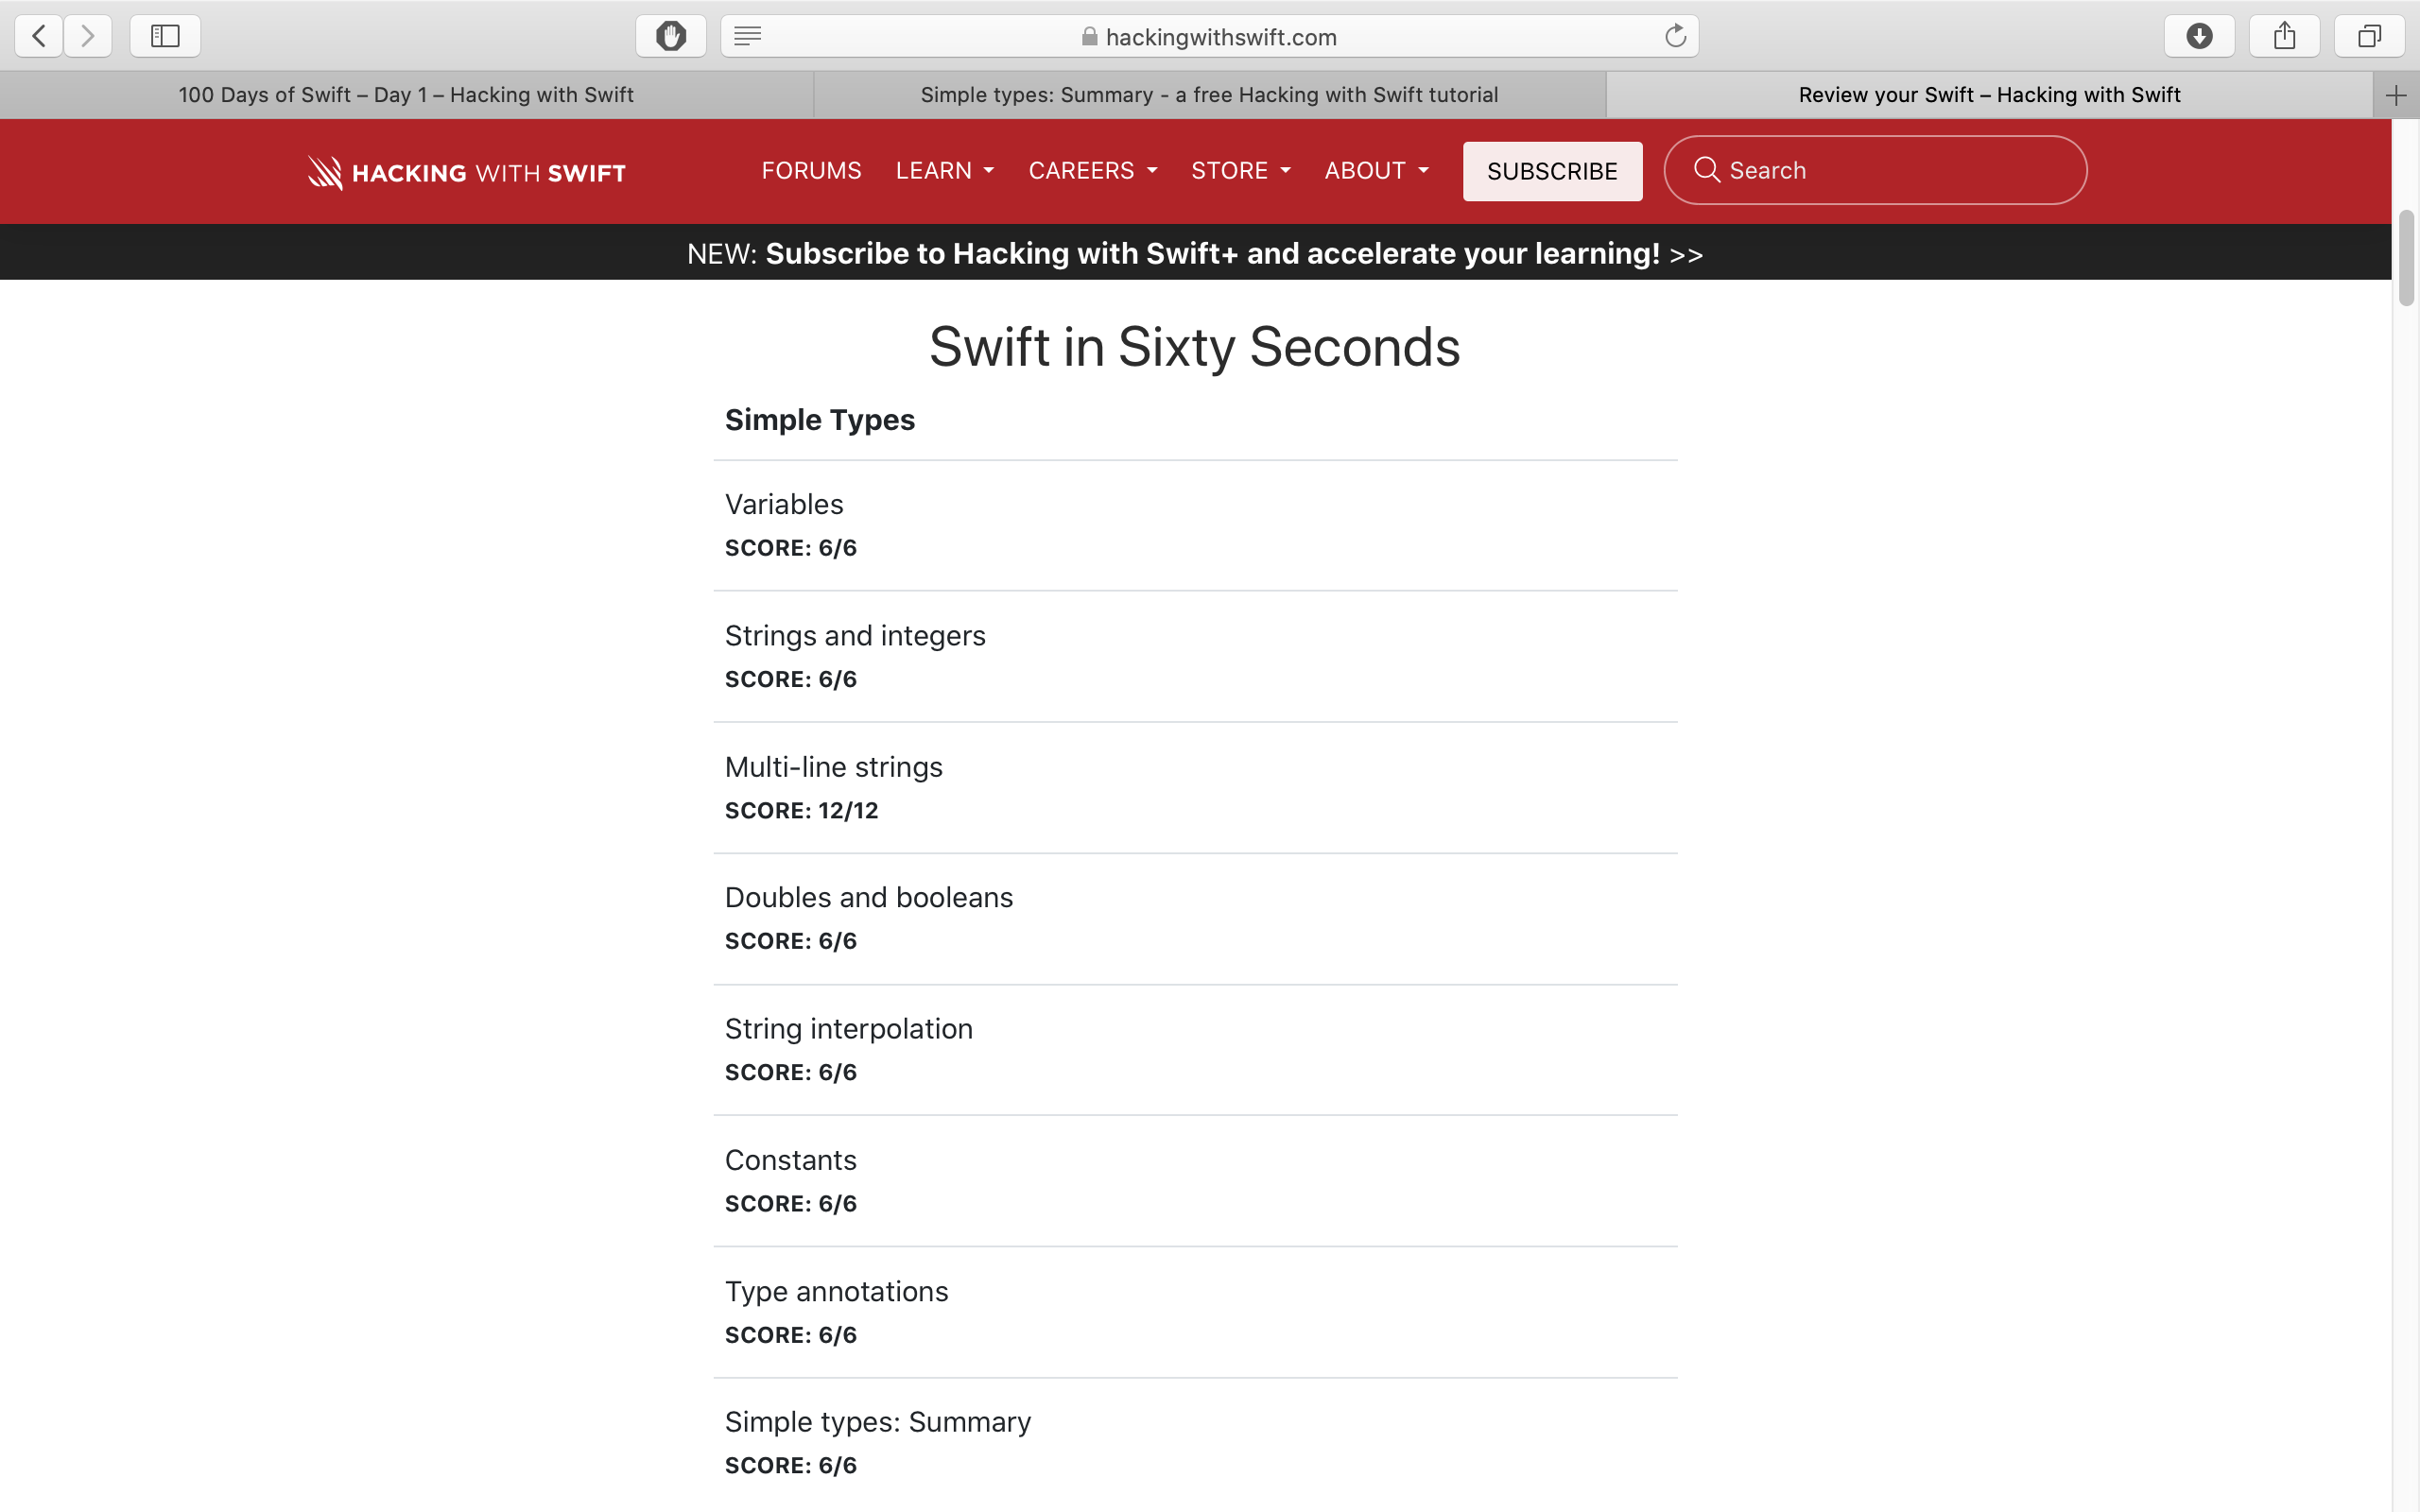 hackingwithswift.com
100 Days of Swift – Day 1 – Hacking with Swift
Simple types: Summary - a free Hacking with Swift tutorial
Review your Swift – Hacking with Swift
HACKING WITH SWIFT
FORUMS
LEARN
CAREERS
STORE
ABOUT
SUBSCRIBE
Search
NEW: Subscribe to Hacking with Swift+ and accelerate your learning! >>
Swift in Sixty Seconds
Simple Types
Variables
SCORE: 6/6
Strings and integers
SCORE: 6/6
Multi-line strings
SCORE: 12/12
Doubles and booleans
SCORE: 6/6
String interpolation
SCORE: 6/6
Constants
SCORE: 6/6
Type annotations
SCORE: 6/6
Simple types: Summary
SCORE: 6/6